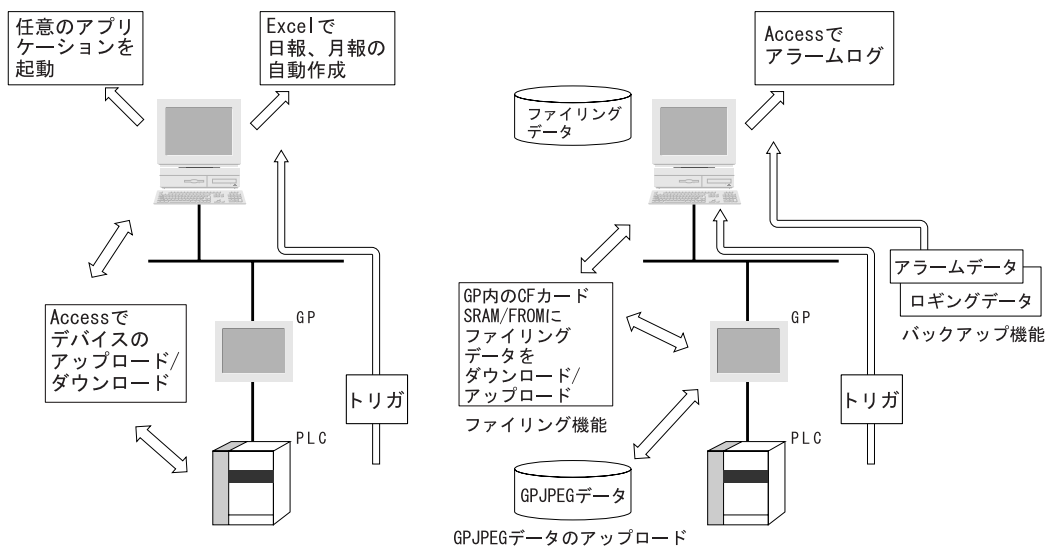 任意のアプリ
ケーションを
起動
Excelで
日報、月報の
自動作成
Accessで
デバイスの
アップロード/
ダウンロード
GP
トリガ
PLC
Accessで
アラームログ
ファイリング
データ
アラームデータ
ロギングデータ
バックアップ機能
GP内のCFカード
SRAM/FROMに
ファイリング
データを
ダウンロード/
アップロード
ファイリング機能
GP
トリガ
PLC
GPJPEGデータ
GPJPEGデータのアップロード